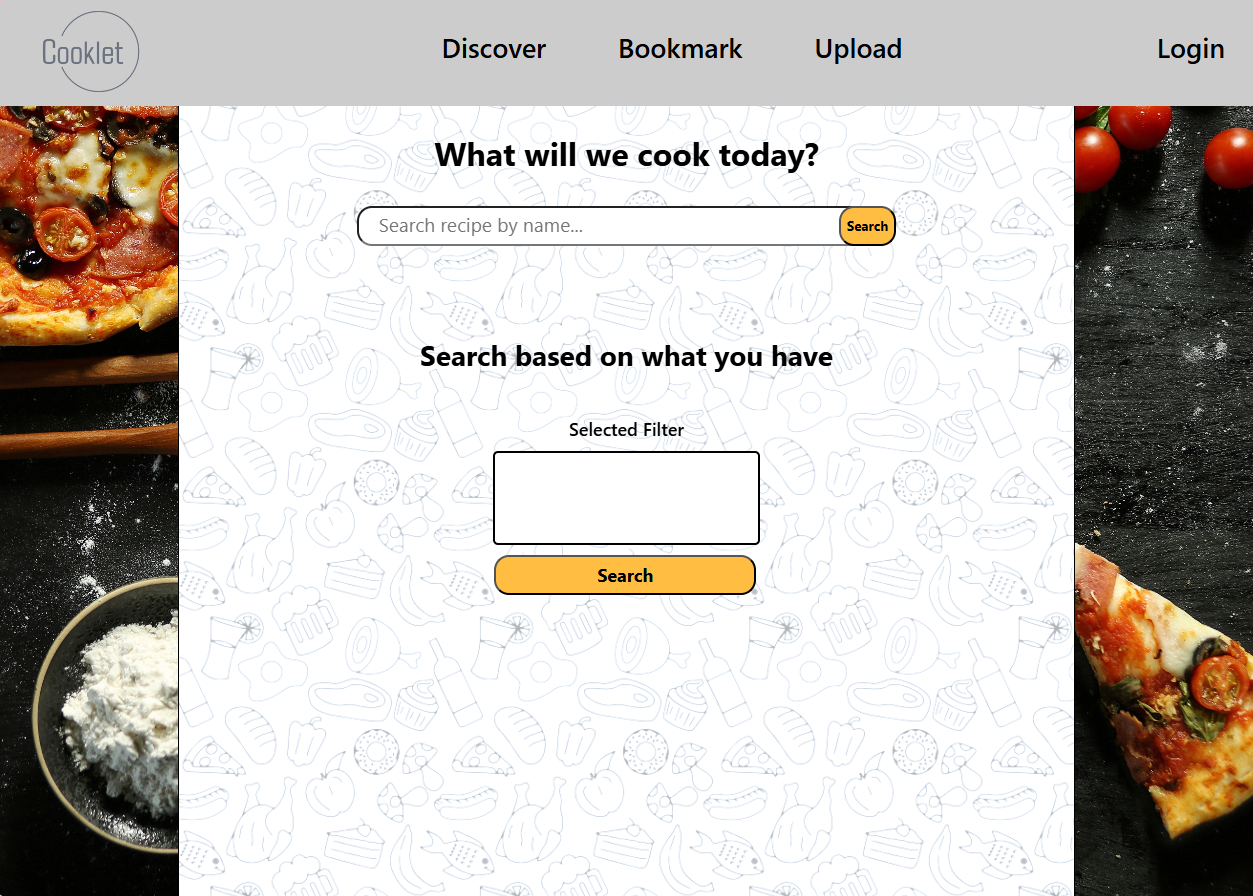 Cooklet
Discover
Bookmark
Upload
Login
What will we cook today?
Search recipe by name...
Search
Search based on what you have
Selected Filter
Search